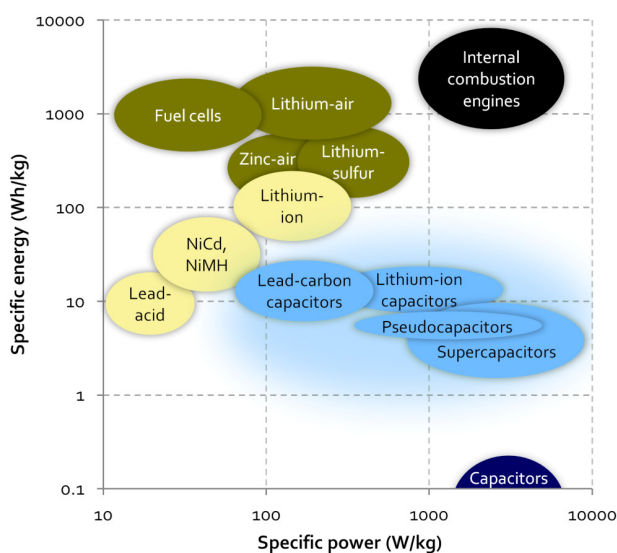 10000
1000
100
10
1
0.1
Specific energy (Wh/kg)
Internal
combustion
engines
Fuel cells
Lithium-air
Zinc-air
Lithium-
sulfur
Lithium-
ion
NiCd,
NiMH
Lead-
acid
Lead-carbon
capacitors
Lithium-ion
capacitors
Pseudocapacitors
Supercapacitors
Capacitors
10
100
1000
10000
Specific power (W/kg)